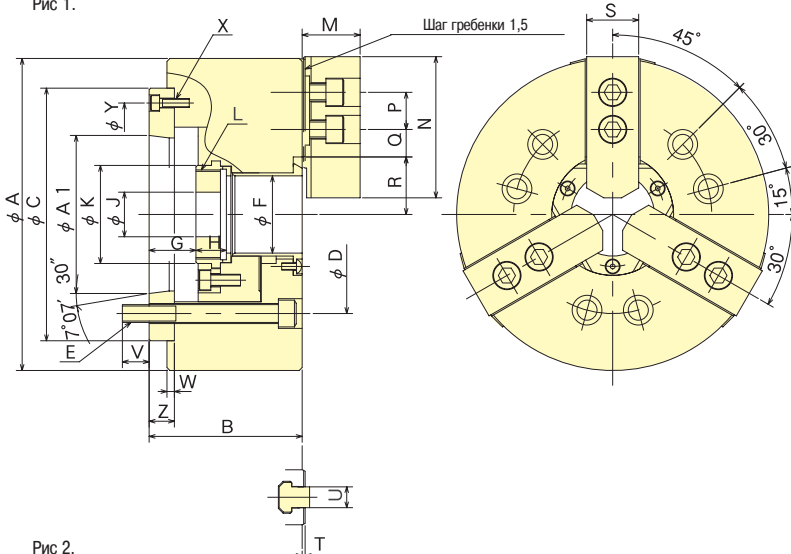 Рис 1.
X
M
Шаг гребенки 1,5
S
45°
L
P
N
30°
ϕ Y
Q
R
15°
ϕ A
ϕ C
ϕ A 1
ϕ K
ϕ J
ϕ F
G
ϕ D
30°
7°07′ 30″
E
V
W
Z
B
U
T
Рис 2.